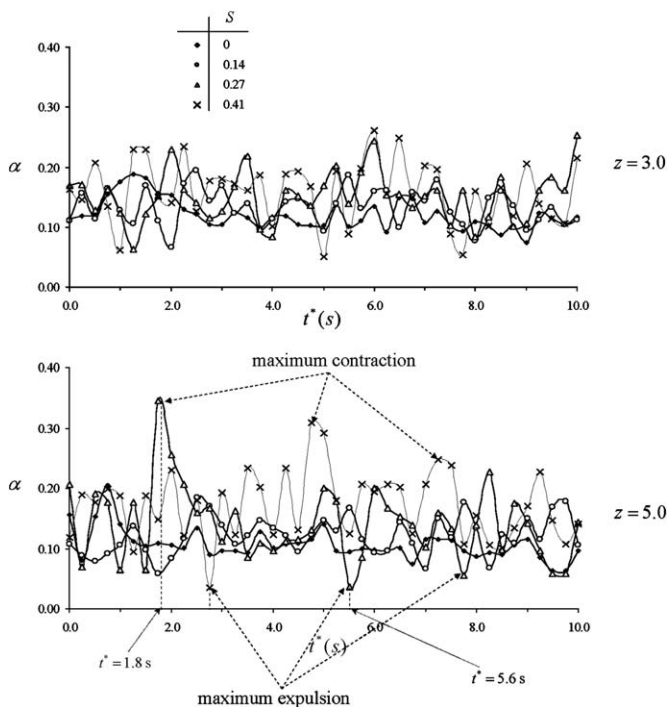 S
0
0.14
0.27
0.41
0.40
0.30
0.20
0.10
0.00
α
z = 3.0
0.0 2.0 4.0 6.0 8.0 10.0
t*(s)
maximum contraction
0.40
0.30
0.20
0.10
0.00
α
z = 5.0
0.0 2.0 4.0 6.0 8.0 10.0
t*(s)
t* = 1.8 s
t* = 5.6 s
maximum expulsion